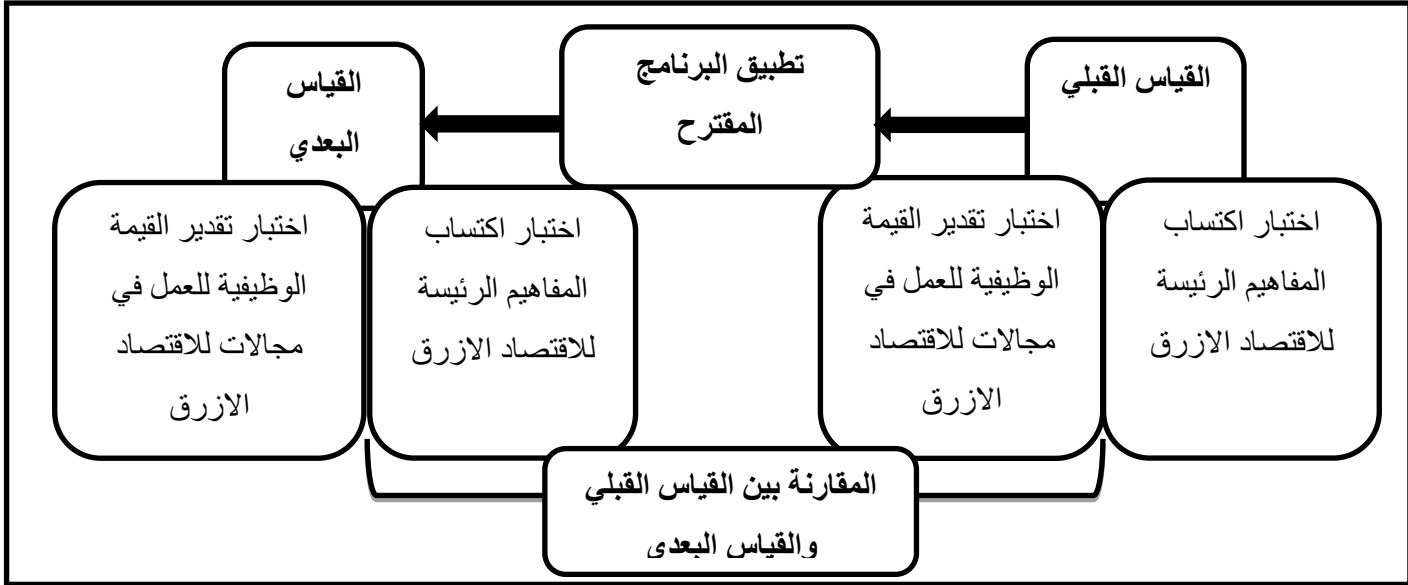 القياس القبلي
تطبيق البرنامج
المقترح
القياس
البعدي
اختبار اكتساب
المفاهيم الرئيسة
للاقتصاد الازرق
اختبار تقدير القيمة
الوظيفية للعمل في
مجالات للاقتصاد
الازرق
اختبار اكتساب
المفاهيم الرئيسة
للاقتصاد الازرق
اختبار تقدير القيمة
الوظيفية للعمل في
مجالات للاقتصاد
الازرق
المقارنة بين القياس القبلي
والقياس البعدي